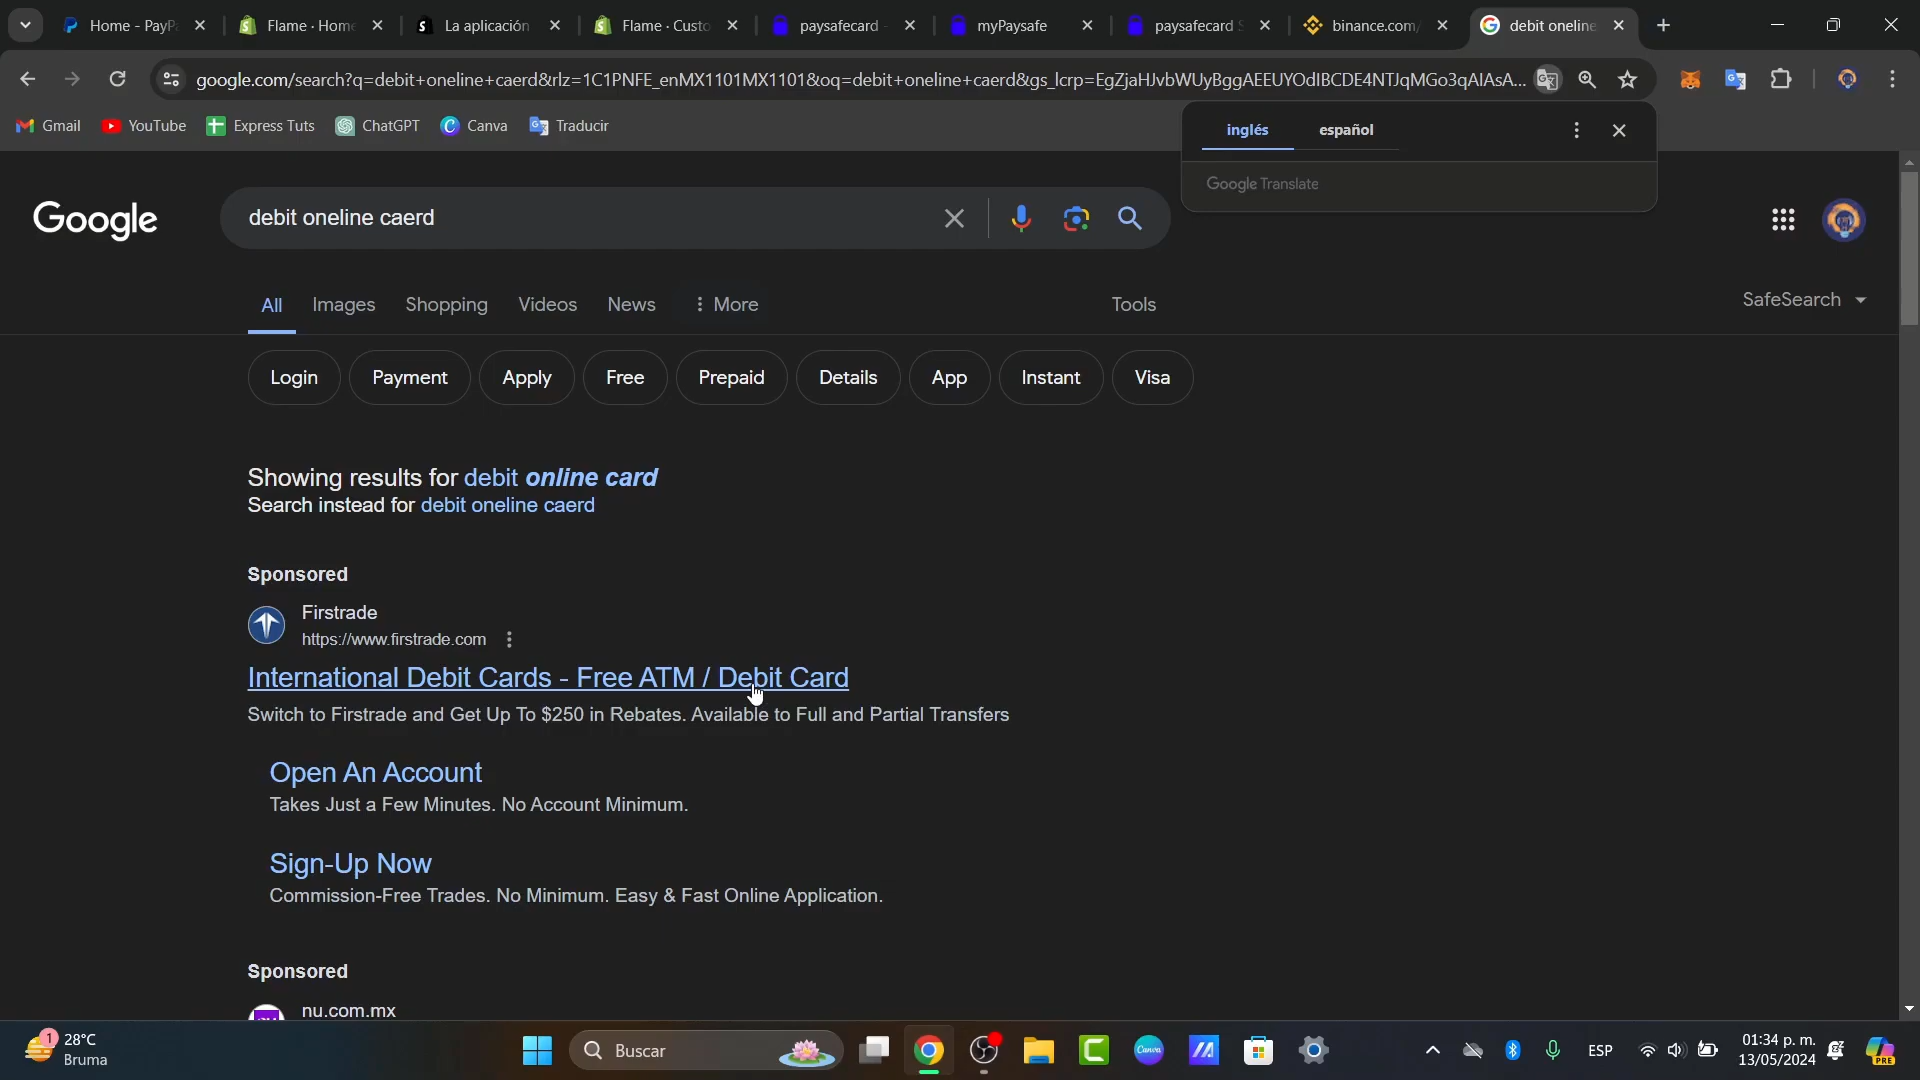 Home - PayP
Flame · Home
La aplicación
Flame · Custo
paysafecard -
myPaysafe
paysafecard S
binance.com/
debit oneline
google.com/search?q=debit+oneline+caerd&rlz=1C1PNFE_enMX1101MX1101&oq=debit+oneline+caerd&gs_lcrp=EgZjaHJvbWUyBggAEEUYOdIBCDE4NTJqMGo3qAIAsA...
Gmail
YouTube
Express Tuts
ChatGPT
Canva
Traducir
inglés
español
Google Translate
Google
debit oneline caerd
All
Images
Shopping
Videos
News
More
Tools
SafeSearch
Login
Payment
Apply
Free
Prepaid
Details
App
Instant
Visa
Showing results for debit online card
Search instead for debit oneline caerd
Sponsored
Firstrade
https://www.firstrade.com
International Debit Cards - Free ATM / Debit Card
Switch to Firstrade and Get Up To $250 in Rebates. Available to Full and Partial Transfers
Open An Account
Takes Just a Few Minutes. No Account Minimum.
Sign-Up Now
Commission-Free Trades. No Minimum. Easy & Fast Online Application.
Sponsored
nu.com.mx
1
28°C
Bruma
Buscar
Canva
ESP
01:34 p. m.
13/05/2024
PRE